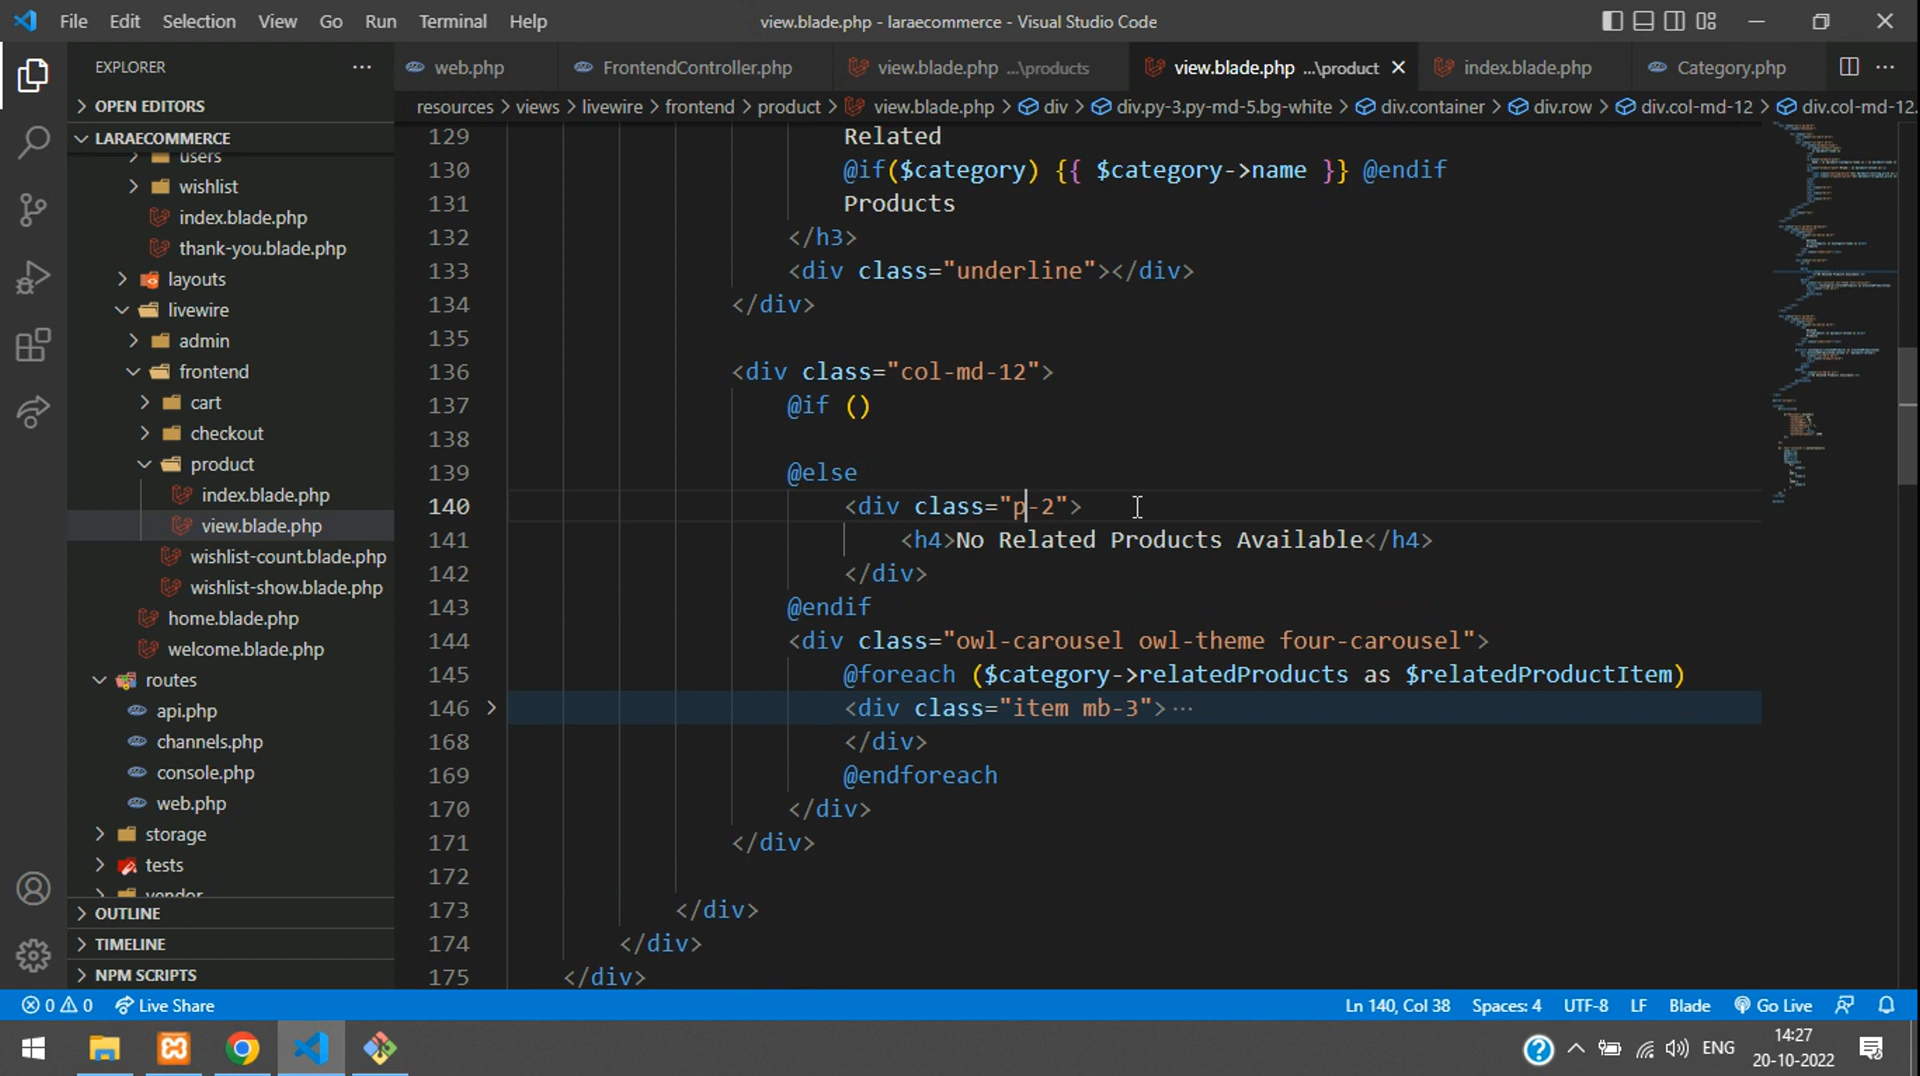 File Edit Selection View Go Run Terminal Help
view.blade.php - laraecommerce - Visual Studio Code
EXPLORER
web.php
FrontendController.php
view.blade.php ...\products
view.blade.php ...\product
index.blade.php
Category.php
resources > views > livewire > frontend > product > view.blade.php > div > div.py-3.py-md-5.bg-white > div.container > div.row > div.col-md-12 > div.col-md-12.
OPEN EDITORS
LARAECOMMERCE
users
wishlist
index.blade.php
thank-you.blade.php
layouts
livewire
admin
frontend
cart
checkout
product
index.blade.php
view.blade.php
wishlist-count.blade.php
wishlist-show.blade.php
home.blade.php
welcome.blade.php
routes
api.php
channels.php
console.php
web.php
storage
tests
vendor
OUTLINE
TIMELINE
NPM SCRIPTS
129 Related
130 @if($category) {{ $category->name }} @endif
131 Products
132 </h3>
133 <div class="underline"></div>
134 </div>
135
136 <div class="col-md-12">
137 @if ()
138
139 @else
140 <div class="p-2">
141 <h4>No Related Products Available</h4>
142 </div>
143 @endif
144 <div class="owl-carousel owl-theme four-carousel">
145 @foreach ($category->relatedProducts as $relatedProductItem)
146 <div class="item mb-3"> ...
168 </div>
169 @endforeach
170 </div>
171 </div>
172
173 </div>
174 </div>
175 </div>
0 0 Live Share
Ln 140, Col 38 Spaces: 4 UTF-8 LF Blade Go Live
ENG
14:27
20-10-2022